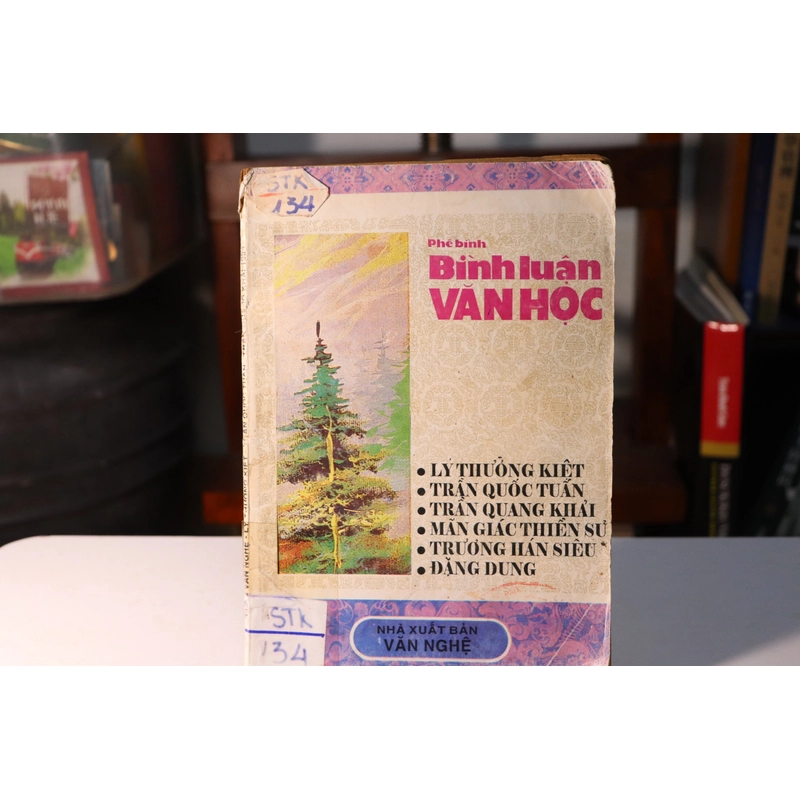 STK
134
Phê bình
Bình luận
VĂN HỌC
• LÝ THƯỜNG KIỆT
• TRẦN QUỐC TUẤN
• TRẦN QUANG KHẢI
• MÃN GIÁC THIỀN SƯ
• TRƯƠNG HÁN SIÊU
• ĐẶNG DUNG
STK
134
NHÀ XUẤT BẢN
VĂN NGHỆ